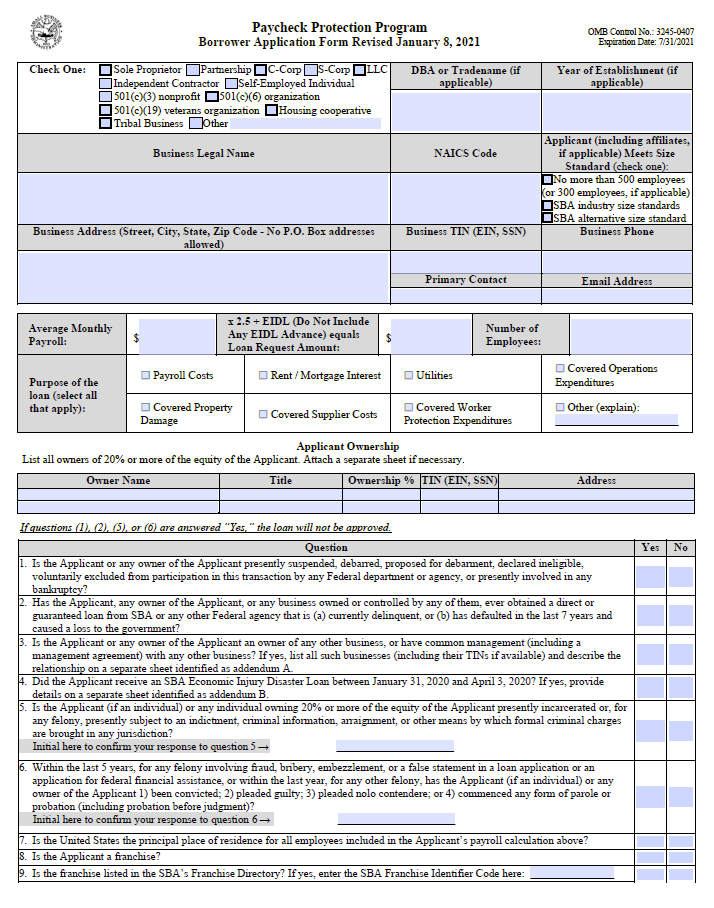 Paycheck Protection Program
Borrower Application Form Revised January 8, 2021
OMB Control No.: 3245-0407
Expiration Date: 7/31/2021
Check One:
Sole Proprietor Partnership C-Corp S-Corp LLC
Independent Contractor Self-Employed Individual
501(c)(3) nonprofit 501(c)(6) organization
501(c)(19) veterans organization Housing cooperative
Tribal Business Other
DBA or Tradename (if
applicable)
Year of Establishment (if
applicable)
Business Legal Name
NAICS Code
Applicant (including affiliates,
if applicable) Meets Size
Standard (check one):
No more than 500 employees
(or 300 employees, if applicable)
SBA industry size standards
SBA alternative size standard
Business Address (Street, City, State, Zip Code - No P.O. Box addresses
allowed)
Business TIN (EIN, SSN)
Business Phone
Primary Contact
Email Address
Average Monthly
Payroll:
$
x 2.5 + EIDL (Do Not Include
Any EIDL Advance) equals
Loan Request Amount:
$
Number of
Employees:
Purpose of the
loan (select all
that apply):
Payroll Costs
Rent / Mortgage Interest
Utilities
Covered Operations
Expenditures
Covered Property
Damage
Covered Supplier Costs
Covered Worker
Protection Expenditures
Other (explain):
Applicant Ownership
List all owners of 20% or more of the equity of the Applicant. Attach a separate sheet if necessary.
Owner Name Title Ownership % TIN (EIN, SSN) Address
If questions (1), (2), (5), or (6) are answered "Yes," the loan will not be approved.
Question Yes No
1. Is the Applicant or any owner of the Applicant presently suspended, debarred, proposed for debarment, declared ineligible,
voluntarily excluded from participation in this transaction by any Federal department or agency, or presently involved in any
bankruptcy?
2. Has the Applicant, any owner of the Applicant, or any business owned or controlled by any of them, ever obtained a direct or
guaranteed loan from SBA or any other Federal agency that is (a) currently delinquent, or (b) has defaulted in the last 7 years and
caused a loss to the government?
3. Is the Applicant or any owner of the Applicant an owner of any other business, or have common management (including a
management agreement) with any other business? If yes, list all such businesses (including their TINs if available) and describe the
relationship on a separate sheet identified as addendum A.
4. Did the Applicant receive an SBA Economic Injury Disaster Loan between January 31, 2020 and April 3, 2020? If yes, provide
details on a separate sheet identified as addendum B.
5. Is the Applicant (if an individual) or any individual owning 20% or more of the equity of the Applicant presently incarcerated or, for
any felony, presently subject to an indictment, criminal information, arraignment, or other means by which formal criminal charges
are brought in any jurisdiction?
Initial here to confirm your response to question 5 →
6. Within the last 5 years, for any felony involving fraud, bribery, embezzlement, or a false statement in a loan application or an
application for federal financial assistance, or within the last year, for any other felony, has the Applicant (if an individual) or any
owner of the Applicant 1) been convicted; 2) pleaded guilty; 3) pleaded nolo contendere; or 4) commenced any form of parole or
probation (including probation before judgment)?
Initial here to confirm your response to question 6 →
7. Is the United States the principal place of residence for all employees included in the Applicant's payroll calculation above?
8. Is the Applicant a franchise?
9. Is the franchise listed in the SBA's Franchise Directory? If yes, enter the SBA Franchise Identifier Code here: